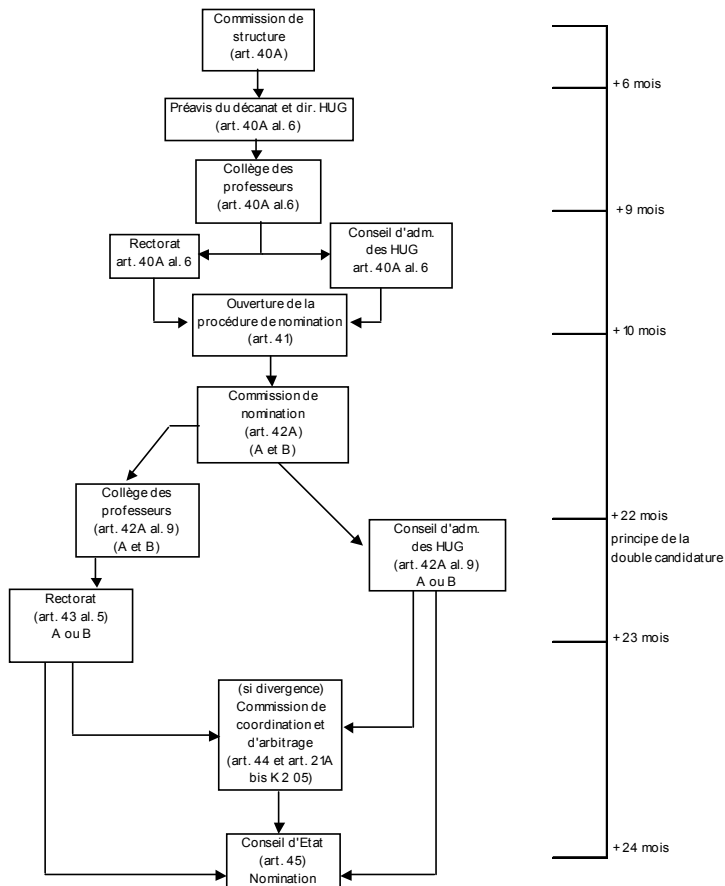 Commission de
structure
(art. 40A)
+6 mois
Préavis du décanat et dir. HUG
(art. 40A al. 6)
Collège des
professeurs
(art. 40A al.6)
+9 mois
Rectorat
art. 40A al. 6
Conseil d'adm.
des HUG
art. 40A al. 6
Ouverture de la
procédure de nomination
(art. 41)
+10 mois
Commission de
nomination
(art. 42A)
(A et B)
Collège des
professeurs
(art. 42A al. 9)
(A et B)
Conseil d'adm.
des HUG
(art. 42A al. 9)
A ou B
+22 mois
principe de la
double candidature
Rectorat
(art. 43 al. 5)
A ou B
+23 mois
(si divergence)
Commission de
coordination et
d'arbitrage
(art. 44 et art. 21A
bis K 2 05)
Conseil d'Etat
(art. 45)
Nomination
+24 mois